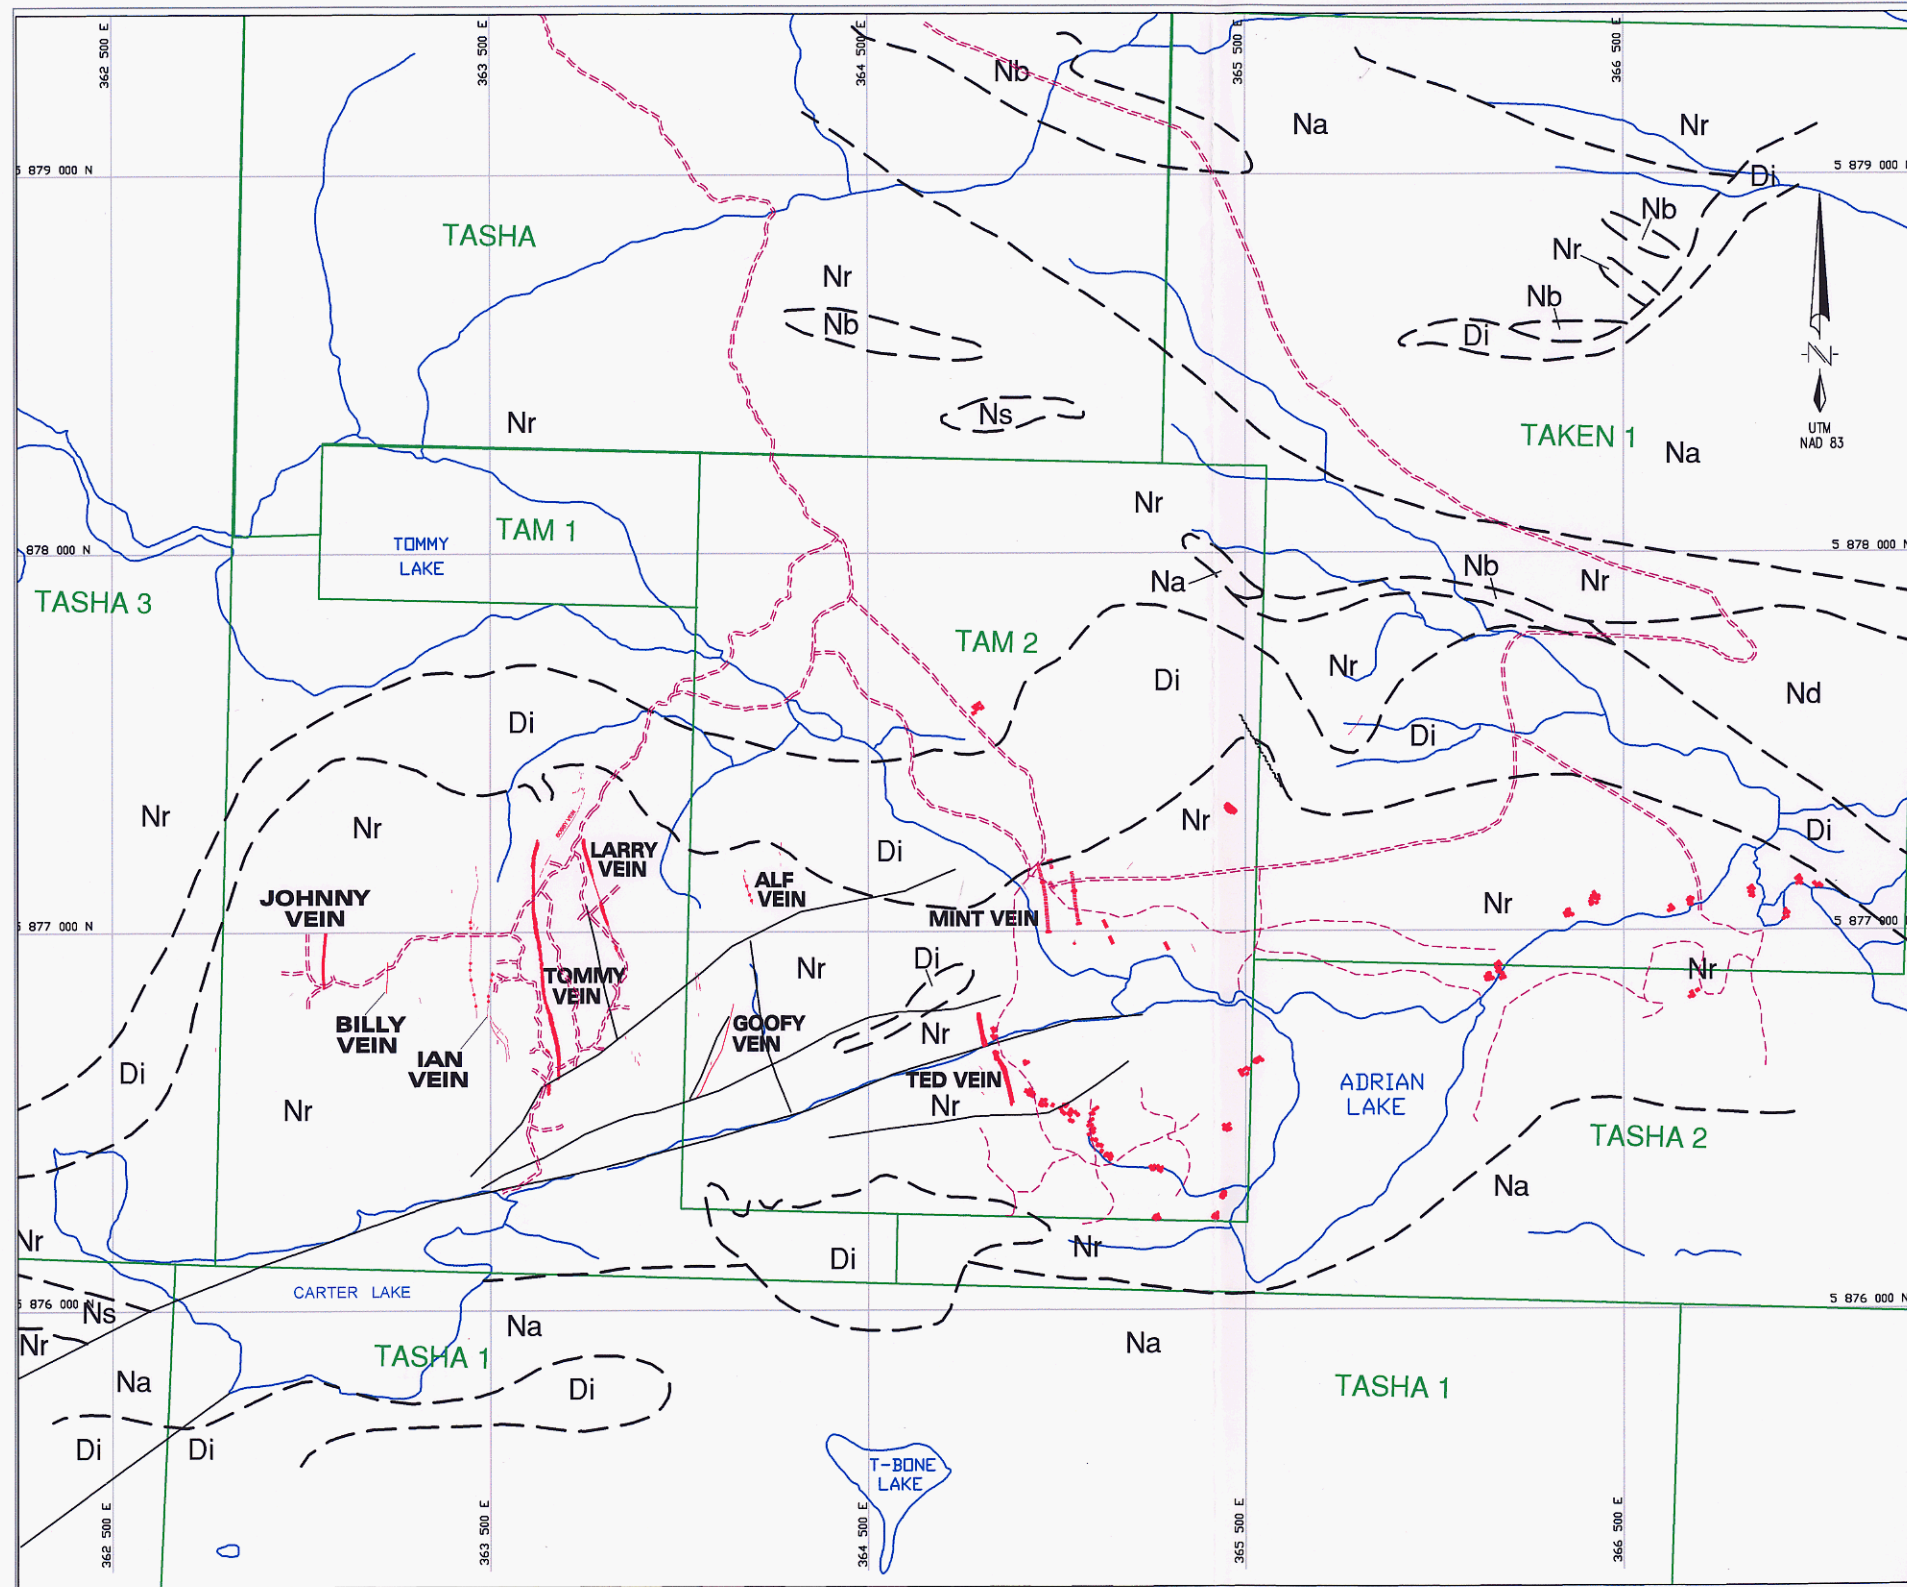 362 500 E
363 500 E
364 500 E
365 500 E
366 500
Nb
Na
Nr
5 879 000 N
5 879 000 N
Di
Nb
TASHA
Nr
Nr
Nb
Nb
Di
Ns
Nr
N
UTM
NAD 83
TAKEN 1
Na
Nr
TAM 1
TOMMY
LAKE
878 000 N
5 878 000 N
Nb
Na
Nr
TASHA 3
TAM 2
Nr
Di
Nd
Di
Di
Nr
Nr
Nr
Di
Di
LARRY
VEIN
ALF
VEIN
JOHNNY
VEIN
MINT VEIN
Nr
5 877 000 N
5 877 000 N
TOMMY
VEIN
Nr
Di
Nr
BILLY
VEIN
GOOFY
VEIN
Nr
IAN
VEIN
Di
TED VEIN
Nr
ADRIAN
LAKE
Nr
TASHA 2
Na
Nr
Di
Nr
CARTER LAKE
5 876 000 N
5 876 000 N
Ns
Nr
Na
Na
TASHA 1
Na
Di
TASHA 1
Di
Di
T-BONE
LAKE
362 500 E
363 500 E
364 500 E
365 500 E
366 500 E